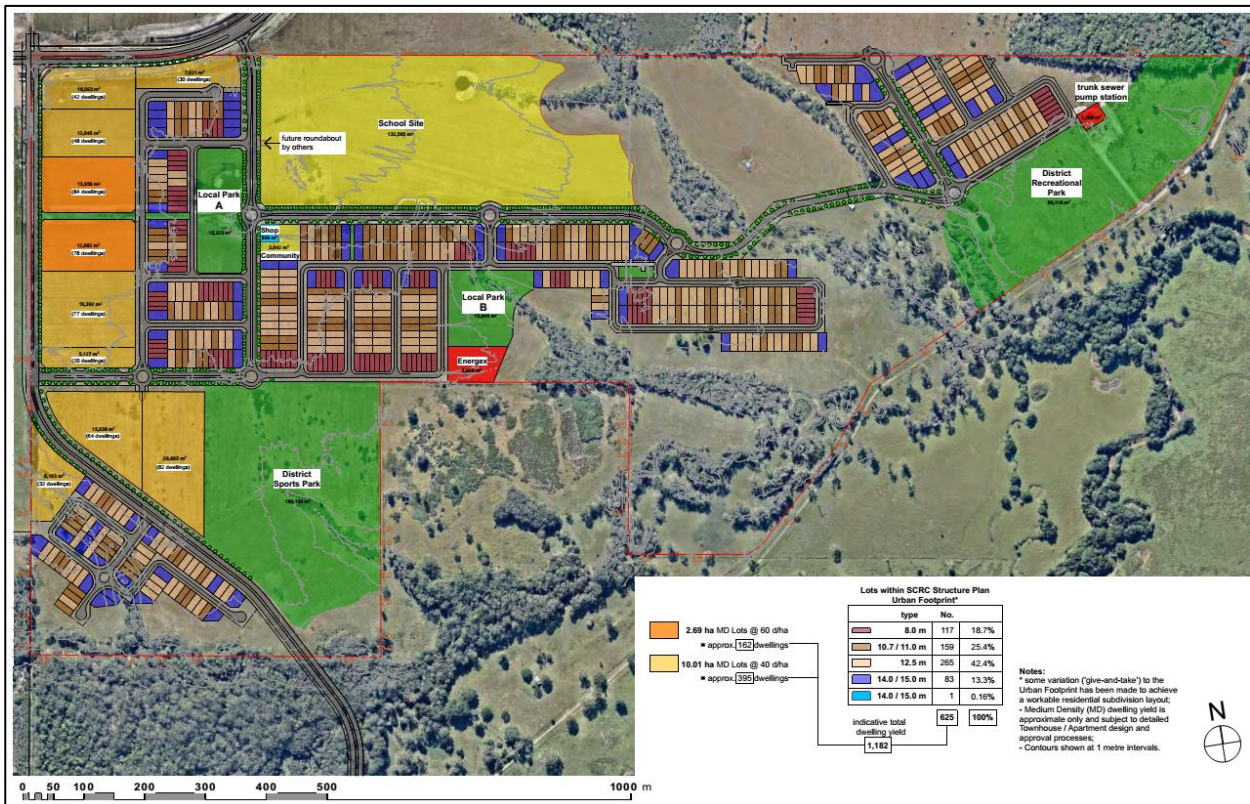 7,621 m²
(30 dwellings)
10,563 m²
(42 dwellings)
(48 dwellings)
(84 dwellings)
(78 dwellings)
(77 dwellings)
(20 dwellings)
School Site
future roundabout
by others
Local Park
A
Shop
Community
Local Park
B
Energex
trunk sewer
pump station
District
Recreational
Park
(64 dwellings)
(82 dwellings)
(32 dwellings)
District
Sports Park
2.69 ha MD Lots @ 60 d/ha
= approx. 162 dwellings
10.01 ha MD Lots @ 40 d/ha
= approx. 395 dwellings
Lots within SCRC Structure Plan
Urban Footprint*
type No.
8.0 m 117 18.7%
10.7 / 11.0 m 159 25.4%
12.5 m 265 42.4%
14.0 / 15.0 m 83 13.3%
14.0 / 15.0 m 1 0.16%
625 100%
indicative total
dwelling yield
1,182
Notes:
* some variation ('give-and-take') to the
Urban Footprint has been made to achieve
a workable residential subdivision layout;
- Medium Density (MD) dwelling yield is
approximate only and subject to detailed
Townhouse / Apartment design and
approval processes;
- Contours shown at 1 metre intervals.
N
0 50 100 200 300 400 500 1000 m